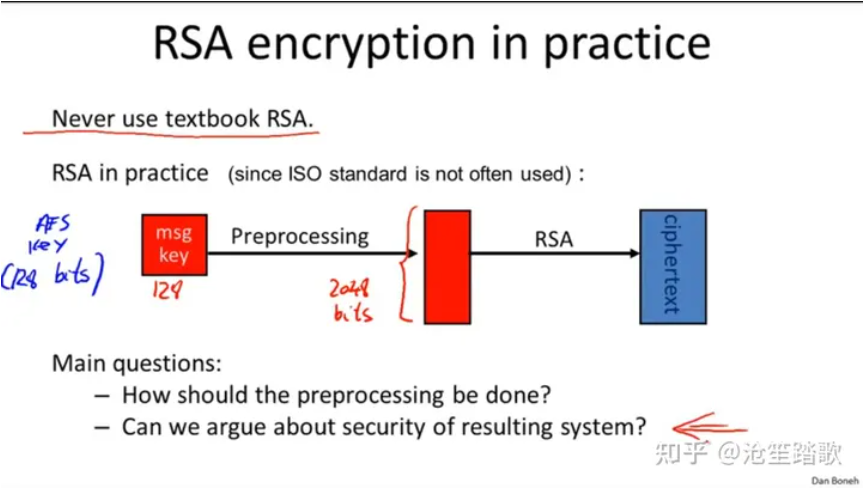 RSA encryption in practice
Never use textbook RSA.
RSA in practice (since ISO standard is not often used) :
AES
key
(128 bits)
msg
key
128
Preprocessing
2048
bits
RSA
ciphertext
Main questions:
– How should the preprocessing be done?
– Can we argue about security of resulting system?
知乎 @沧笙踏歌
Dan Boneh